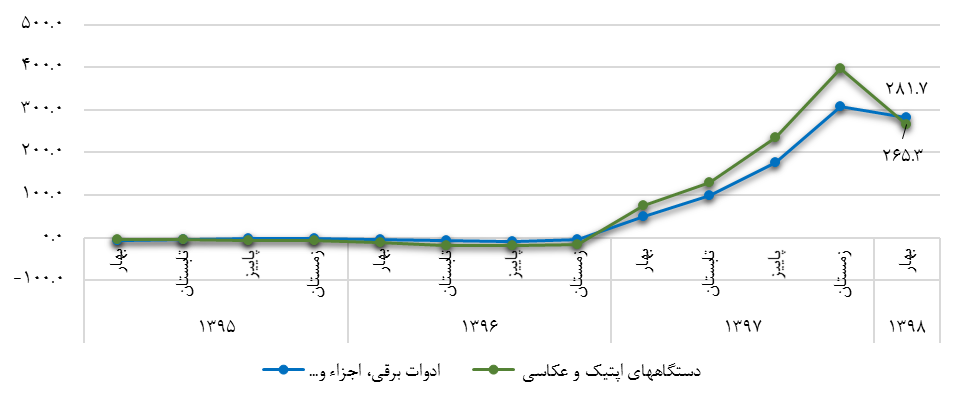 ۵۰۰.۰
۴۰۰.۰
۳۰۰.۰
۲۰۰.۰
۱۰۰.۰
۰.۰
-۱۰۰.۰
۲۸۱.۷
۲۶۵.۳
بهار
تابستان
پاییز
زمستان
بهار
تابستان
پاییز
زمستان
بهار
تابستان
پاییز
زمستان
بهار
۱۳۹۵
۱۳۹۶
۱۳۹۷
۱۳۹۸
ادوات برقی، اجزاء و...
دستگاههای اپتیک و عکاسی